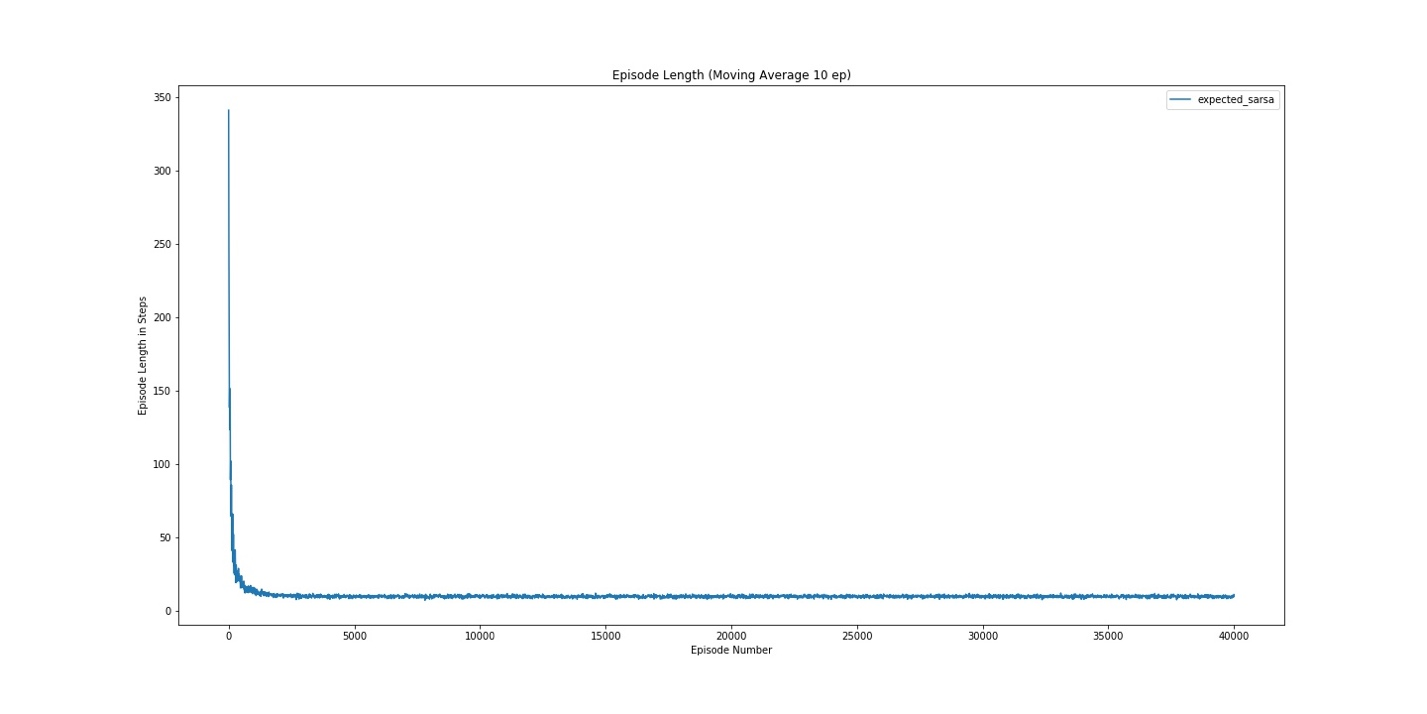 Episode Length (Moving Average 10 ep)
expected_sarsa
350
300
250
200
150
100
50
0
Episode Length in Steps
0 5000 10000 15000 20000 25000 30000 35000 40000
Episode Number